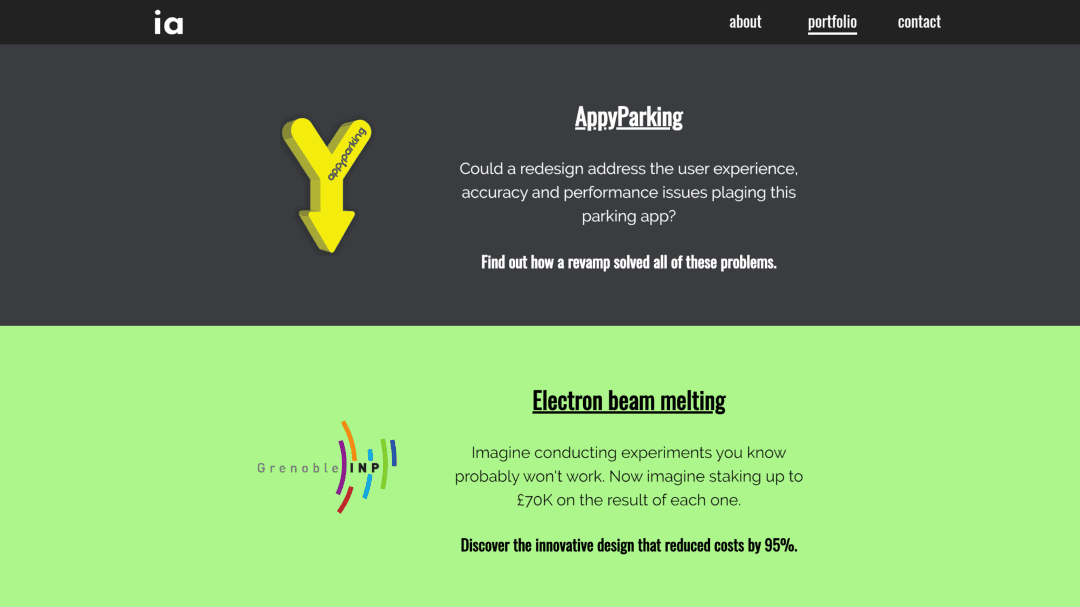 ia
about
portfolio
contact
AppyParking
appyparking
Could a redesign address the user experience,
accuracy and performance issues plaging this
parking app?
Find out how a revamp solved all of these problems.
Electron beam melting
Grenoble INP
Imagine conducting experiments you know
probably won't work. Now imagine staking up to
£70K on the result of each one.
Discover the innovative design that reduced costs by 95%.